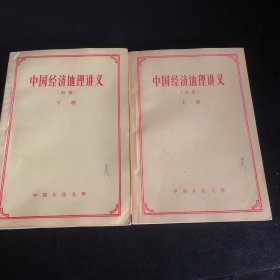 中国经济地理讲义
(初稿)
下册
中国人民大学
中国经济地理讲义
(初稿)
上册
中国人民大学